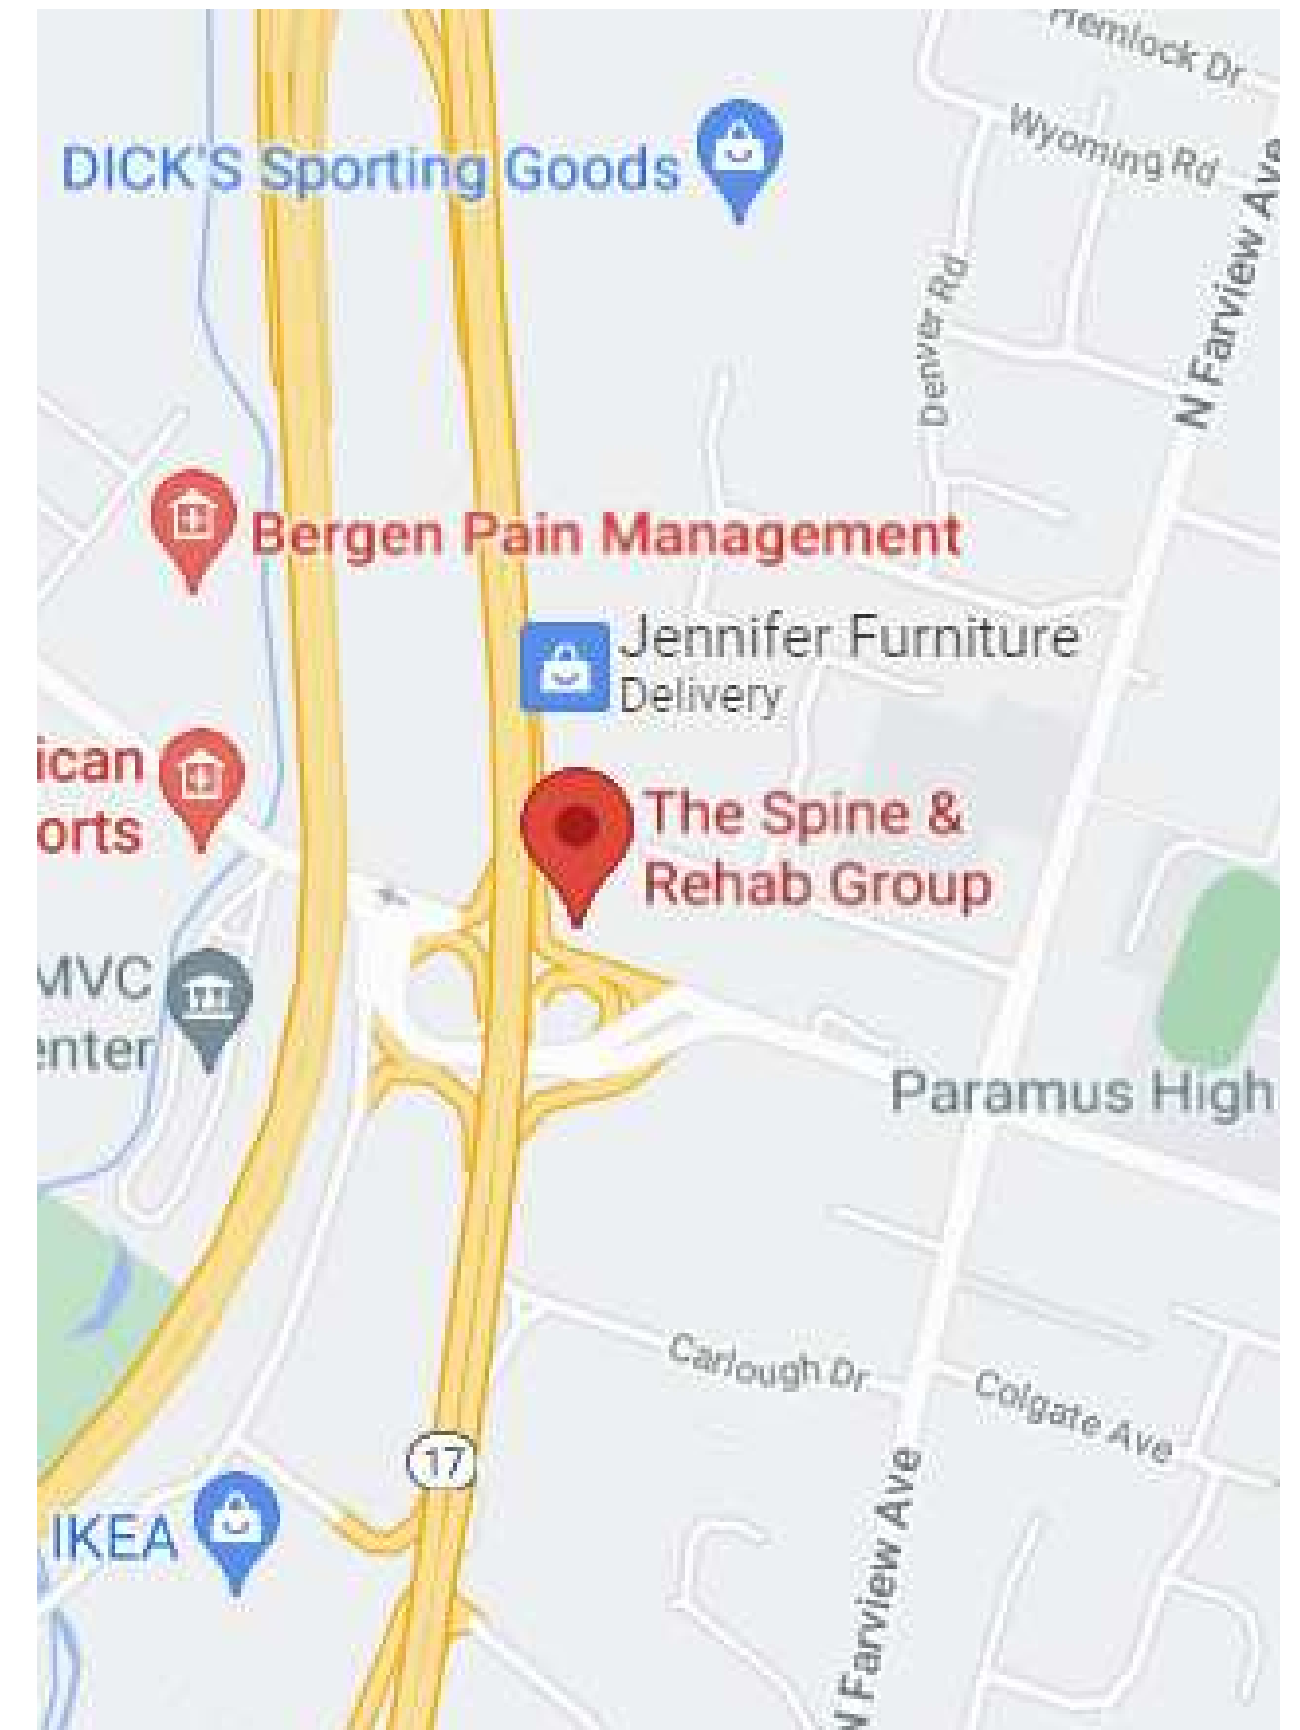 Hemlock Dr
Wyoming Rd
DICK'S Sporting Goods
N Farview Ave
Denver Rd
Bergen Pain Management
Jennifer Furniture
Delivery
ican
orts
The Spine &
Rehab Group
MVC
enter
Paramus High
Carlough Dr
Colgate Ave
17
IKEA
N Farview Ave